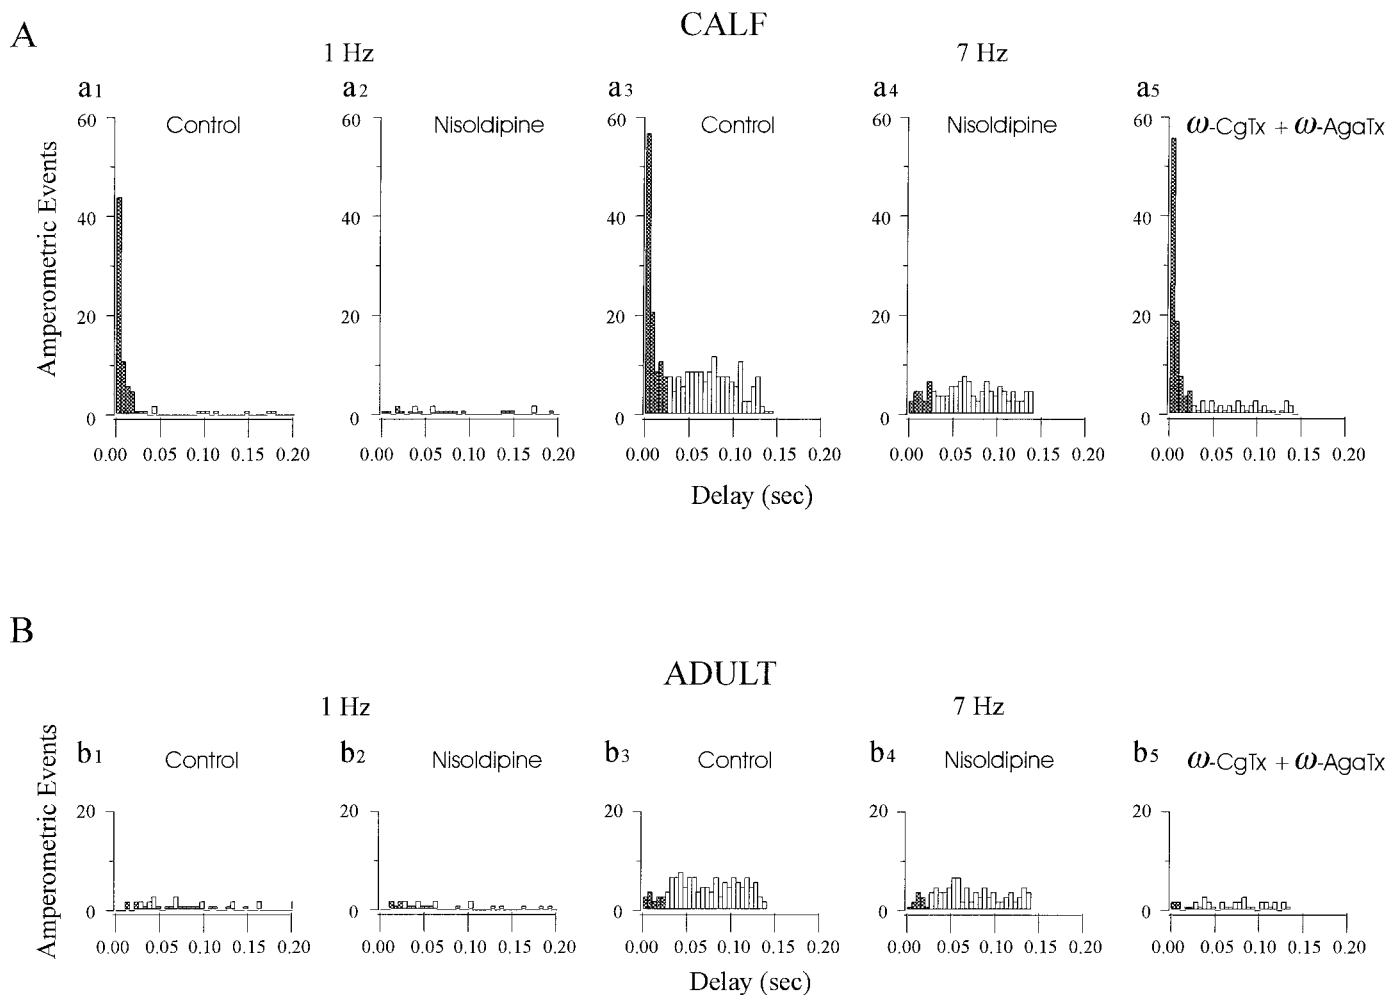 A
CALF
1 Hz
7 Hz
a1
a2
a3
a4
a5
Control
Nisoldipine
Control
Nisoldipine
ω-CgTx + ω-AgaTx
Amperometric Events
60
40
20
0
60
40
20
0
60
40
20
0
60
40
20
0
60
40
20
0
0.00 0.05 0.10 0.15 0.20
0.00 0.05 0.10 0.15 0.20
0.00 0.05 0.10 0.15 0.20
0.00 0.05 0.10 0.15 0.20
0.00 0.05 0.10 0.15 0.20
Delay (sec)
B
ADULT
1 Hz
7 Hz
b1
b2
b3
b4
b5
Control
Nisoldipine
Control
Nisoldipine
ω-CgTx + ω-AgaTx
Amperometric Events
20
0
20
0
20
0
20
0
20
0
0.00 0.05 0.10 0.15 0.20
0.00 0.05 0.10 0.15 0.20
0.00 0.05 0.10 0.15 0.20
0.00 0.05 0.10 0.15 0.20
0.00 0.05 0.10 0.15 0.20
Delay (sec)